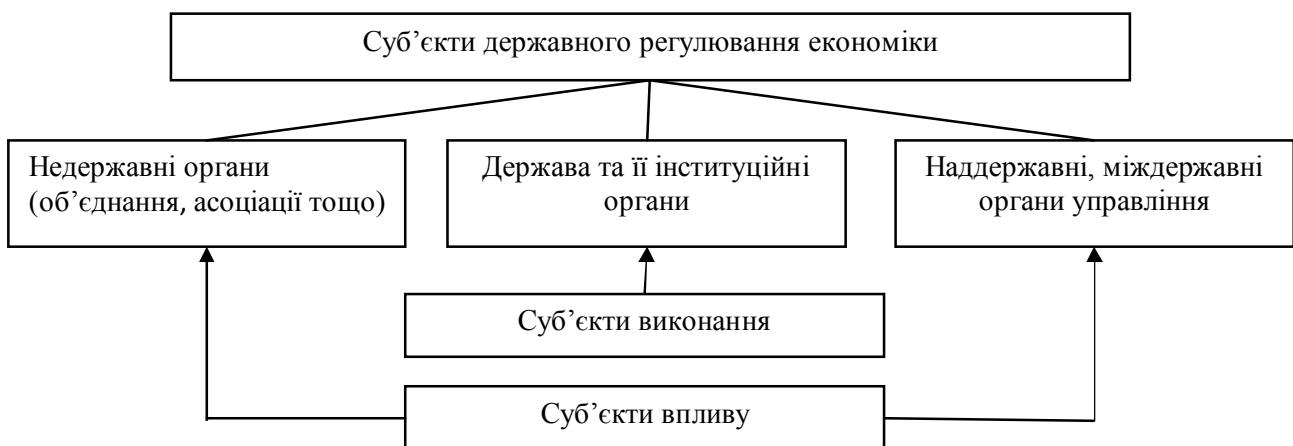 Суб’єкти державного регулювання економіки
Недержавні органи
(об’єднання, асоціації тощо)
Держава та її інституційні
органи
Наддержавні, міждержавні
органи управління
Суб’єкти виконання
Суб’єкти впливу